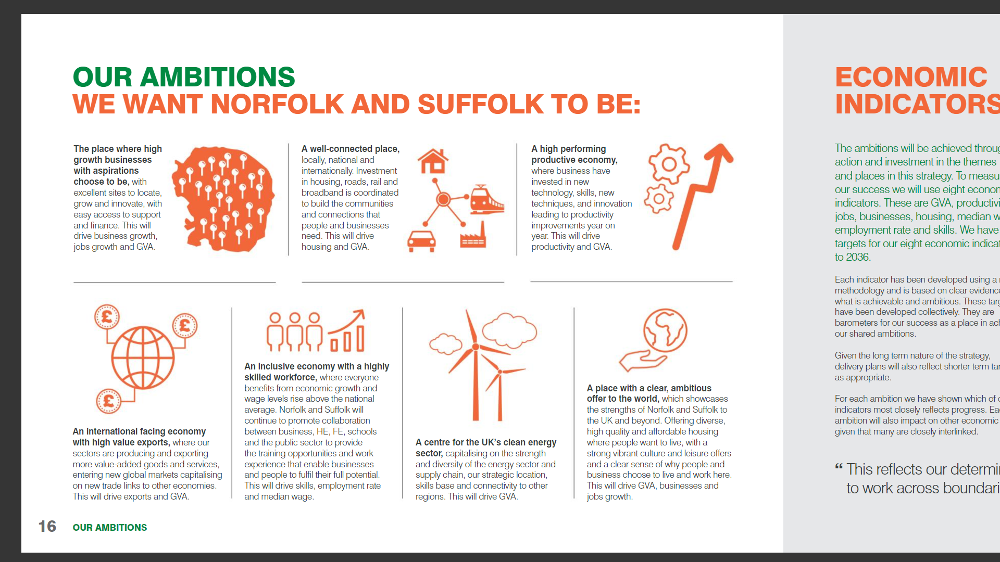 OUR AMBITIONS
WE WANT NORFOLK AND SUFFOLK TO BE:
The place where high
growth businesses
with aspirations
choose to be, with
excellent sites to locate,
grow and innovate, with
easy access to support
and finance. This will
drive business growth,
jobs growth and GVA.
A well-connected place,
locally, national and
internationally. Investment
in housing, roads, rail and
broadband is coordinated
to build the communities
and connections that
people and businesses
need. This will drive
housing and GVA.
A high performing
productive economy,
where business have
invested in new
technology, skills, new
techniques, and innovation
leading to productivity
improvements year on
year. This will drive
productivity and GVA.
£
£
£
An international facing economy
with high value exports, where our
sectors are producing and exporting
more value-added goods and services,
entering new global markets capitalising
on new trade links to other economies.
This will drive exports and GVA.
An inclusive economy with a highly
skilled workforce, where everyone
benefits from economic growth and
wage levels rise above the national
average. Norfolk and Suffolk will
continue to promote collaboration
between business, HE, FE, schools
and the public sector to provide
the training opportunities and work
experience that enable businesses
and people to fulfil their full potential.
This will drive skills, employment rate
and median wage.
A centre for the UK's clean energy
sector, capitalising on the strength
and diversity of the energy sector and
supply chain, our strategic location,
skills base and connectivity to other
regions. This will drive GVA.
A place with a clear, ambitious
offer to the world, which showcases
the strengths of Norfolk and Suffolk to
the UK and beyond. Offering diverse,
high quality and affordable housing
where people want to live, with a
strong vibrant culture and leisure offers
and a clear sense of why people and
business choose to live and work here.
This will drive GVA, businesses and
jobs growth.
16 OUR AMBITIONS
ECONOMIC
INDICATORS
The ambitions will be achieved
action and investment in the themes
and places in this strategy. To
our success we will use eight
indicators. These are GVA,
jobs, businesses, housing, median
employment rate and skills. We have
targets for our eight economic
to 2036.
Each indicator has been developed using a
methodology and is based on clear
what is achievable and ambitious. These
have been developed collectively. They are
barometers for our success as a place in
our shared ambitions.
Given the long term nature of the strategy,
delivery plans will also reflect shorter term
as appropriate.
For each ambition we have shown which of
indicators most closely reflects progress.
ambition will also impact on other economic
given that many are closely interlinked.
“ This reflects our
to work across